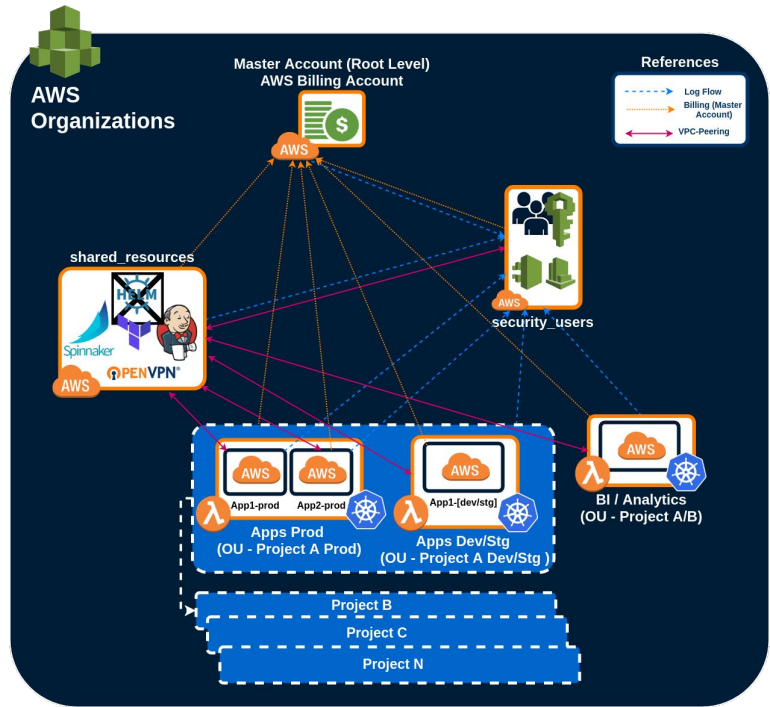 AWS
Organizations
Master Account (Root Level)
AWS Billing Account
$
AWS
References
Log Flow
Billing (Master
Account)
VPC-Peering
shared_resources
HELM
Spinnaker
OPENVPN®
AWS
AWS
security_users
AWS
AWS
App1-prod
App2-prod
Apps Prod
(OU - Project A Prod)
AWS
App1-[dev/stg]
Apps Dev/Stg
(OU - Project A Dev/Stg )
AWS
BI / Analytics
(OU - Project A/B)
Project B
Project C
Project N